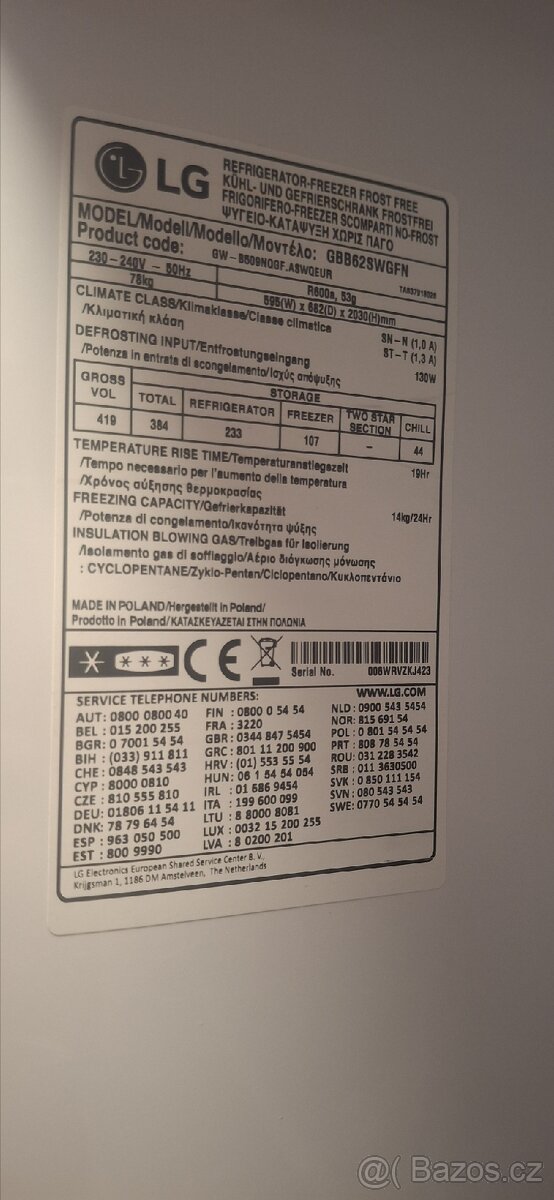 LG
REFRIGERATOR-FREEZER FROST FREE
KÜHL- UND GEFRIERSCHRANK FROSTFREI
FRIGORIFERO-FREEZER SCOMPARTI NO-FROST
ΨΥΓΕΙΟ-ΚΑΤΑΨΥΞΗ ΧΩΡΙΣ ΠΑΓΟ
MODEL/Modell/Modello/Μοντέλο: GBB62SWGFN
Product code: GW-B509NQGF.ASWQEUR
230-240V ~ 50Hz R600a, 53g
78kg 595(W) x 682(D) x 2030(H)mm
CLIMATE CLASS/Klimaklasse/Classe climatica SN-N (1,0 A)
/Κλιματική κλάση ST-T (1,3 A)
DEFROSTING INPUT/Entfrostungseingang
/Potenza in entrata di scongelamento/Ισχύς απόψυξης 130W
GROSS VOL STORAGE
TOTAL REFRIGERATOR FREEZER TWO STAR SECTION CHILL
419 384 233 107 – 44
TEMPERATURE RISE TIME/Temperaturanstiegszeit 19Hr
/Tempo necessario per l'aumento della temperatura
/Χρόνος αύξησης θερμοκρασίας
FREEZING CAPACITY/Gefrierkapazität 14kg/24Hr
/Potenza di congelamento/Ικανότητα ψύξης
INSULATION BLOWING GAS/Treibgas für Isolierung
/Isolamento gas di soffiaggio/Αέριο διόγκωσης μόνωσης
: CYCLOPENTANE/Zyklo-Pentan/Ciclopentano/Κυκλοπεντάνιο
MADE IN POLAND/Hergestellt in Poland/
Prodotto in Poland/ΚΑΤΑΣΚΕΥΑΖΕΤΑΙ ΣΤΗΝ ΠΟΛΩΝΙΑ
CE
Serial No. 008WRVZKJ423
SERVICE TELEPHONE NUMBERS: WWW.LG.COM
AUT: 0800 0800 40
BEL : 015 200 255
BGR: 0 7001 54 54
BIH : (033) 911 811
CHE : 0848 543 543
CYP : 8000 0810
CZE : 810 555 810
DEU: 01806 11 54 11
DNK: 78 79 64 54
ESP : 963 050 500
EST : 800 9990
FIN : 0800 0 54 54
FRA : 3220
GBR: 0344 847 5454
GRC: 801 11 200 900
HRV: (01) 553 55 54
HUN: 06 1 54 54 054
IRL : 01 686 9454
ITA : 199 600 099
LTU : 8 8000 8081
LUX : 0032 15 200 255
LVA : 8 0200 201
NLD : 0900 543 5454
NOR: 815 691 54
POL : 0 801 54 54 54
PRT : 808 78 54 54
ROU: 031 228 3542
SRB : 011 3630500
SVK : 0 850 111 154
SVN : 080 543 543
SWE: 0770 54 54 54
LG Electronics European Shared Service Center B.V.
Krijgsman 1, 1186 DM Amstelveen, The Netherlands
@( Bazoš.cz